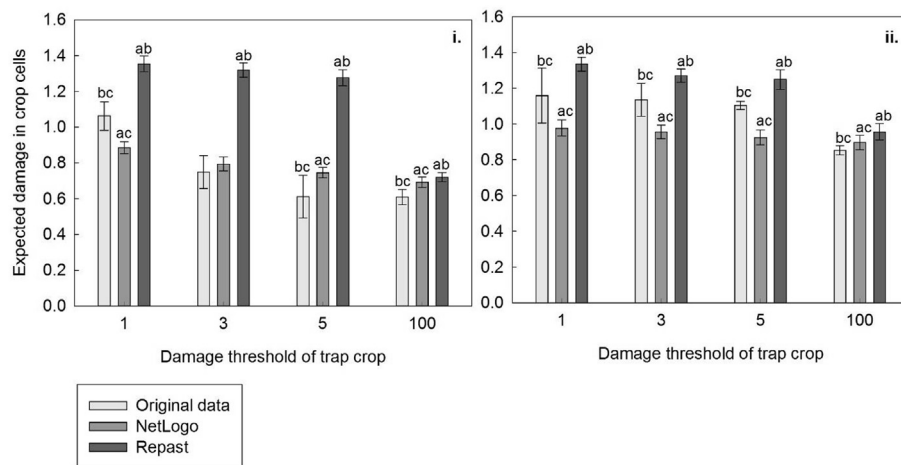 1.6
1.4
1.2
1.0
0.8
0.6
0.4
0.2
0.0
Expected damage in crop cells
i.
bc ac ab
ab
bc ac ab
bc ac ab
1 3 5 100
Damage threshold of trap crop
1.6
1.4
1.2
1.0
0.8
0.6
0.4
0.2
0.0
ii.
bc ac ab
bc ac ab
bc ac ab
bc ac ab
1 3 5 100
Damage threshold of trap crop
Original data
NetLogo
Repast